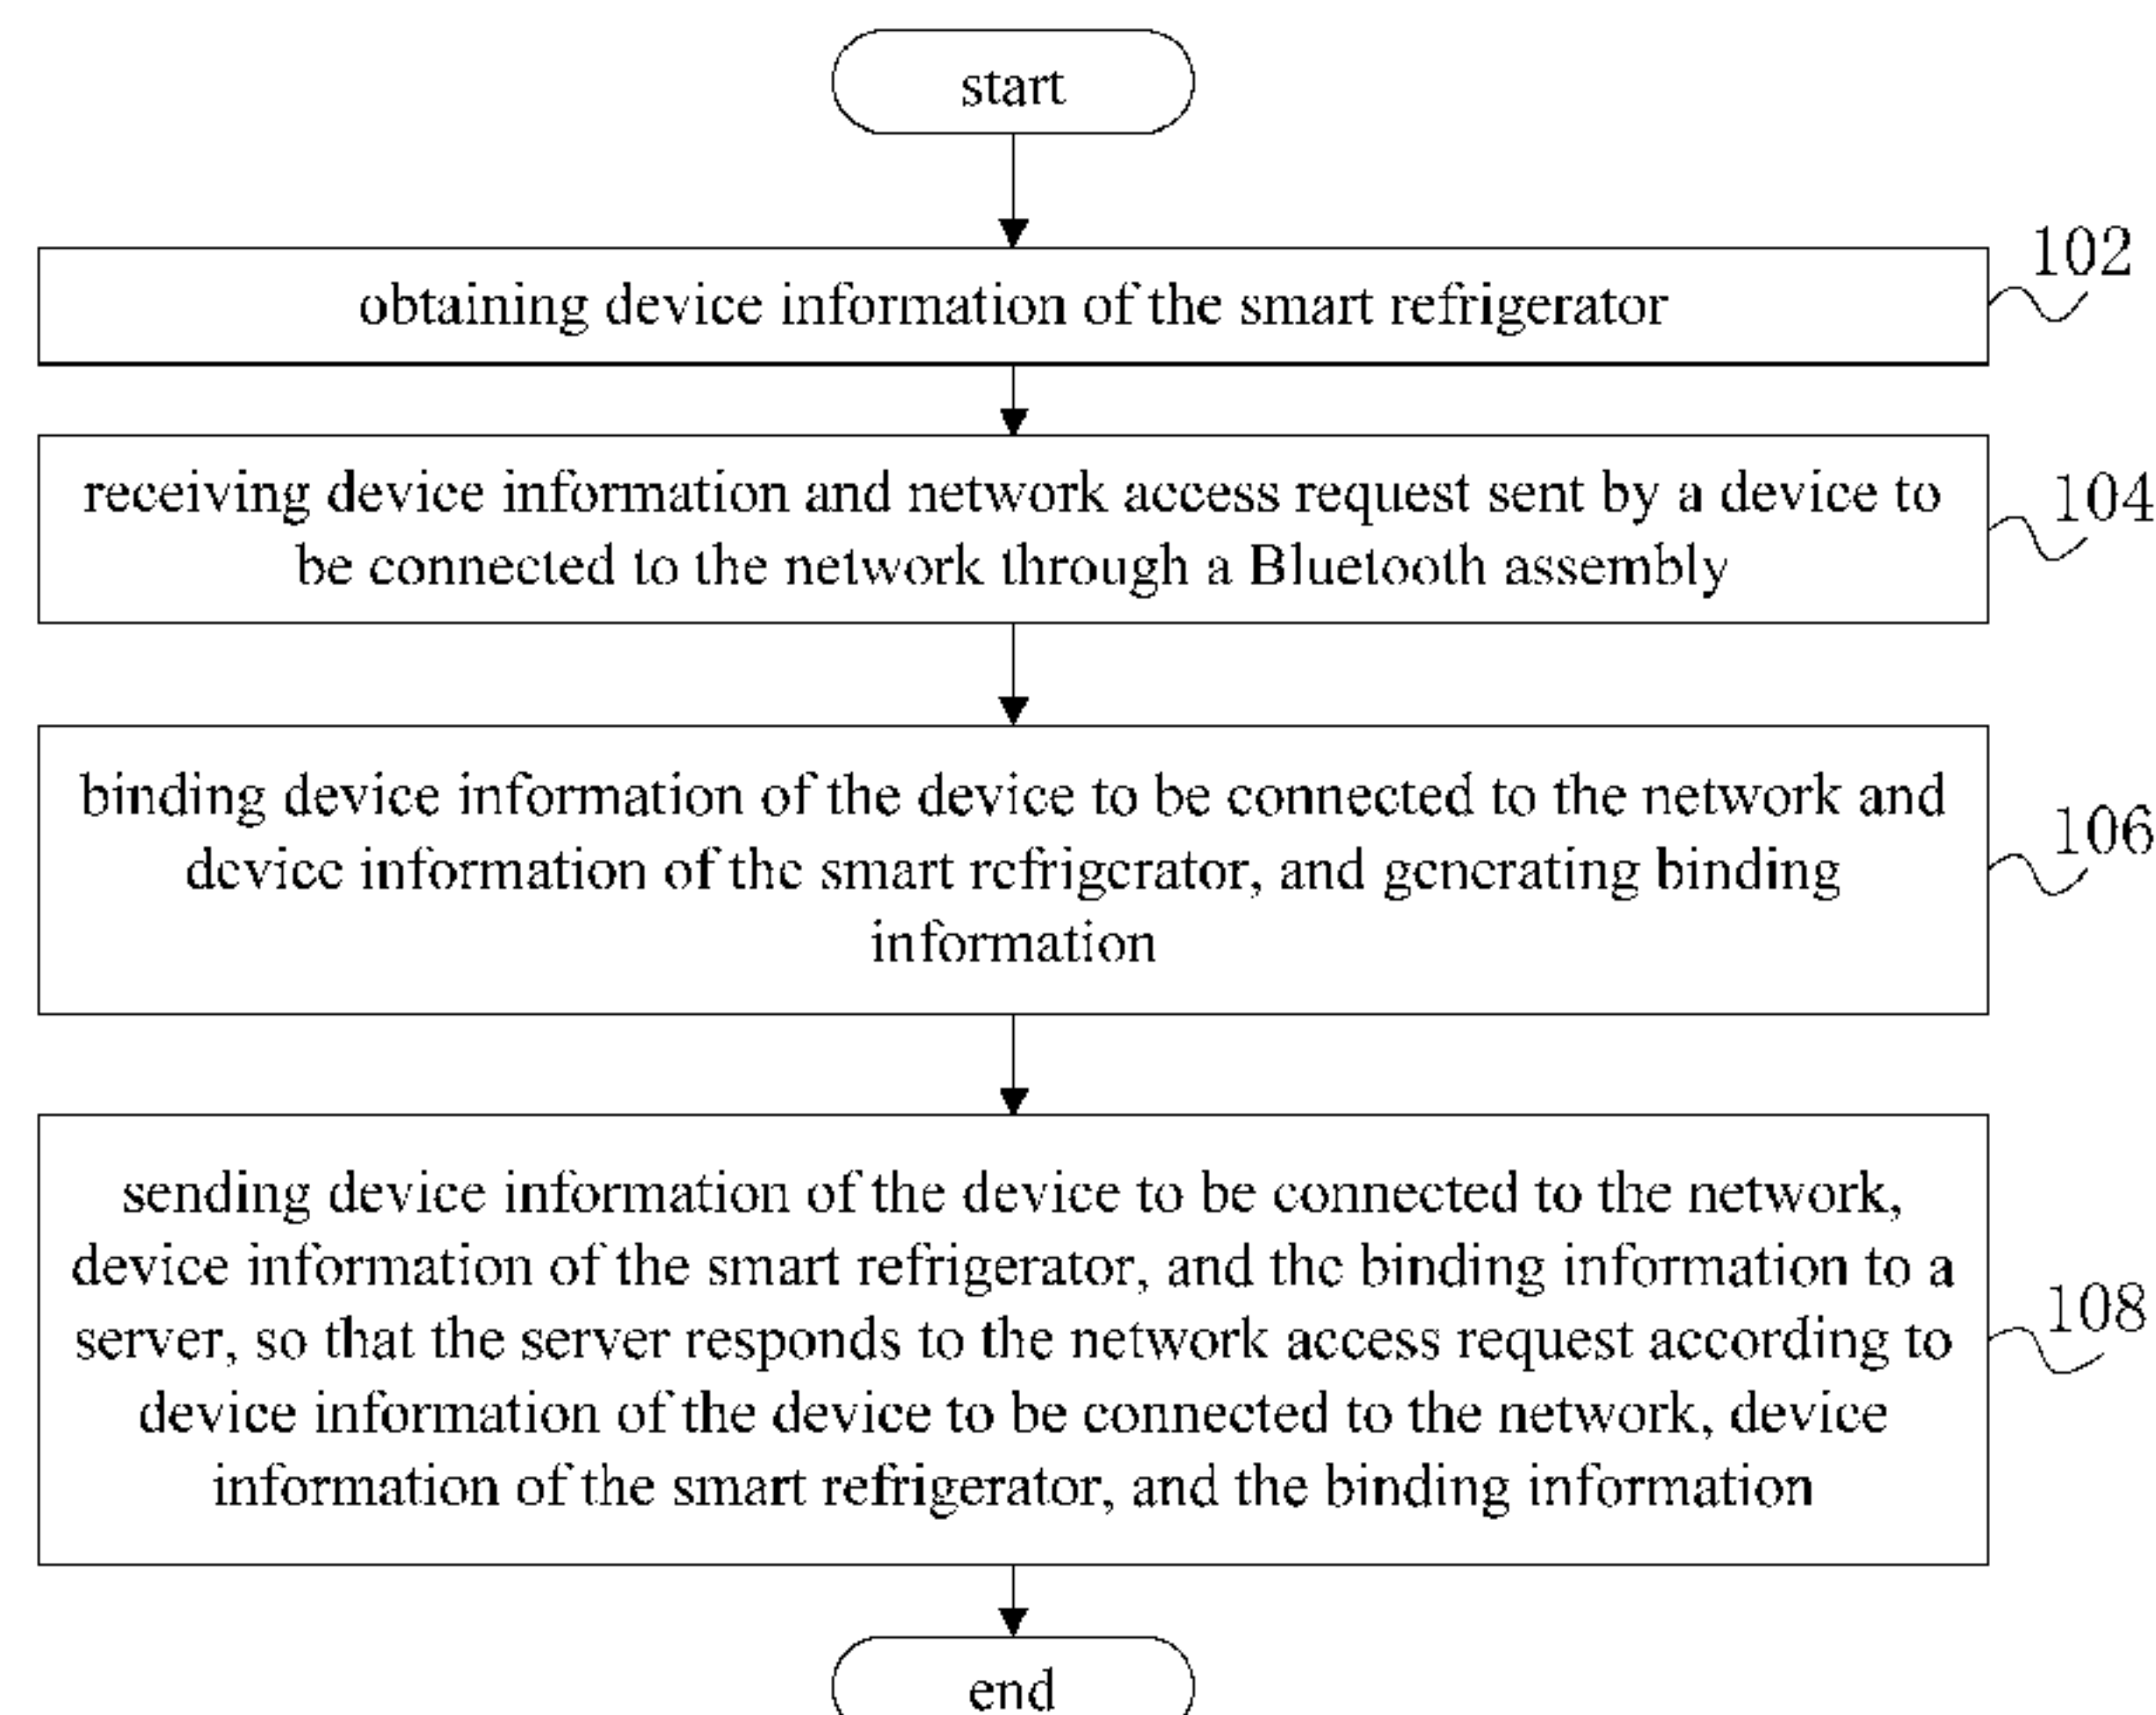 start
obtaining device information of the smart refrigerator
102
receiving device information and network access request sent by a device to
be connected to the network through a Bluetooth assembly
104
binding device information of the device to be connected to the network and
device information of the smart refrigerator, and generating binding
information
106
sending device information of the device to be connected to the network,
device information of the smart refrigerator, and the binding information to a
server, so that the server responds to the network access request according to
device information of the device to be connected to the network, device
information of the smart refrigerator, and the binding information
108
end